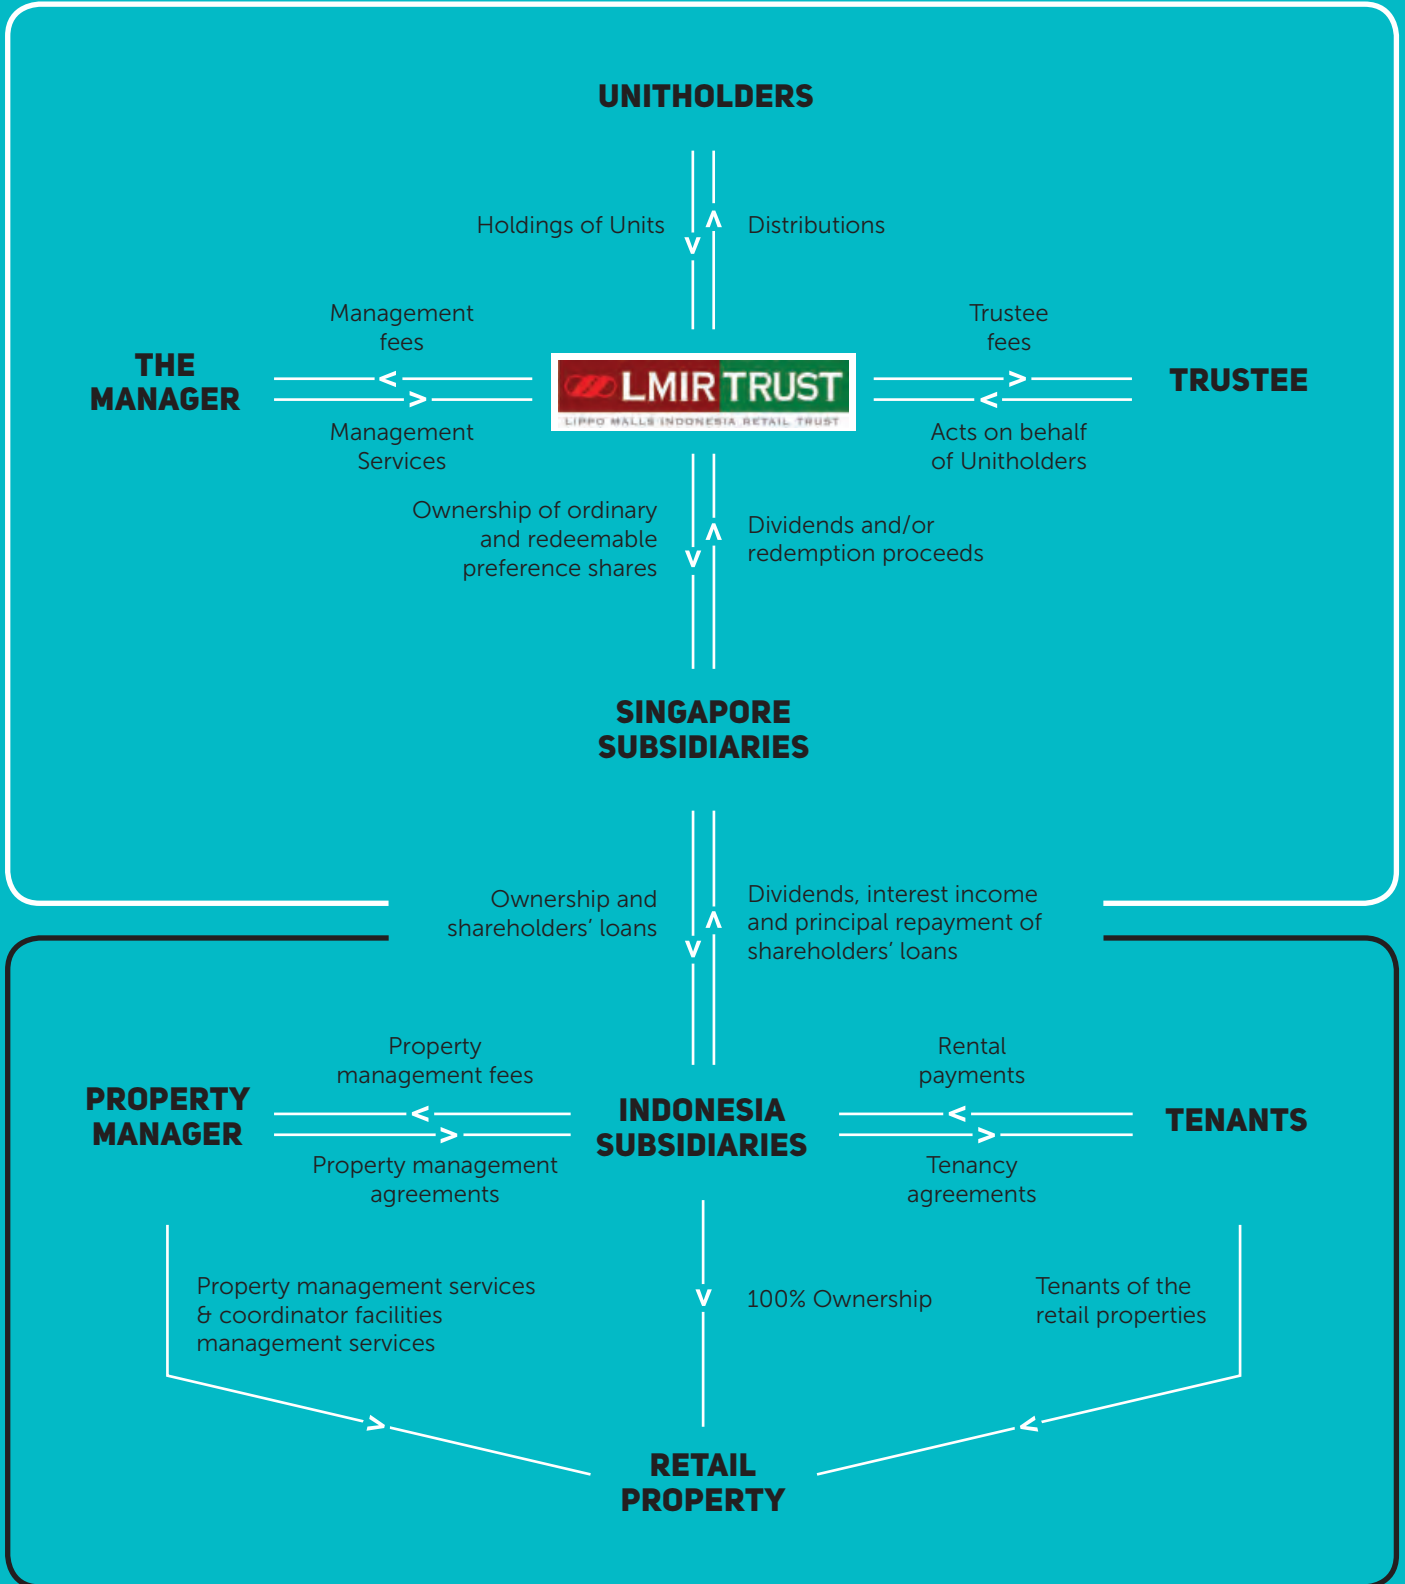 UNITHOLDERS
Holdings of Units
Distributions
Management
fees
Trustee
fees
THE
MANAGER
LMIR TRUST
LIPPO MALLS INDONESIA RETAIL TRUST
TRUSTEE
Management
Services
Acts on behalf
of Unitholders
Ownership of ordinary
and redeemable
preference shares
Dividends and/or
redemption proceeds
SINGAPORE
SUBSIDIARIES
Ownership and
shareholders’ loans
Dividends, interest income
and principal repayment of
shareholders’ loans
Property
management fees
Rental
payments
PROPERTY
MANAGER
INDONESIA
SUBSIDIARIES
TENANTS
Property management
agreements
Tenancy
agreements
Property management services
& coordinator facilities
management services
100% Ownership
Tenants of the
retail properties
RETAIL
PROPERTY